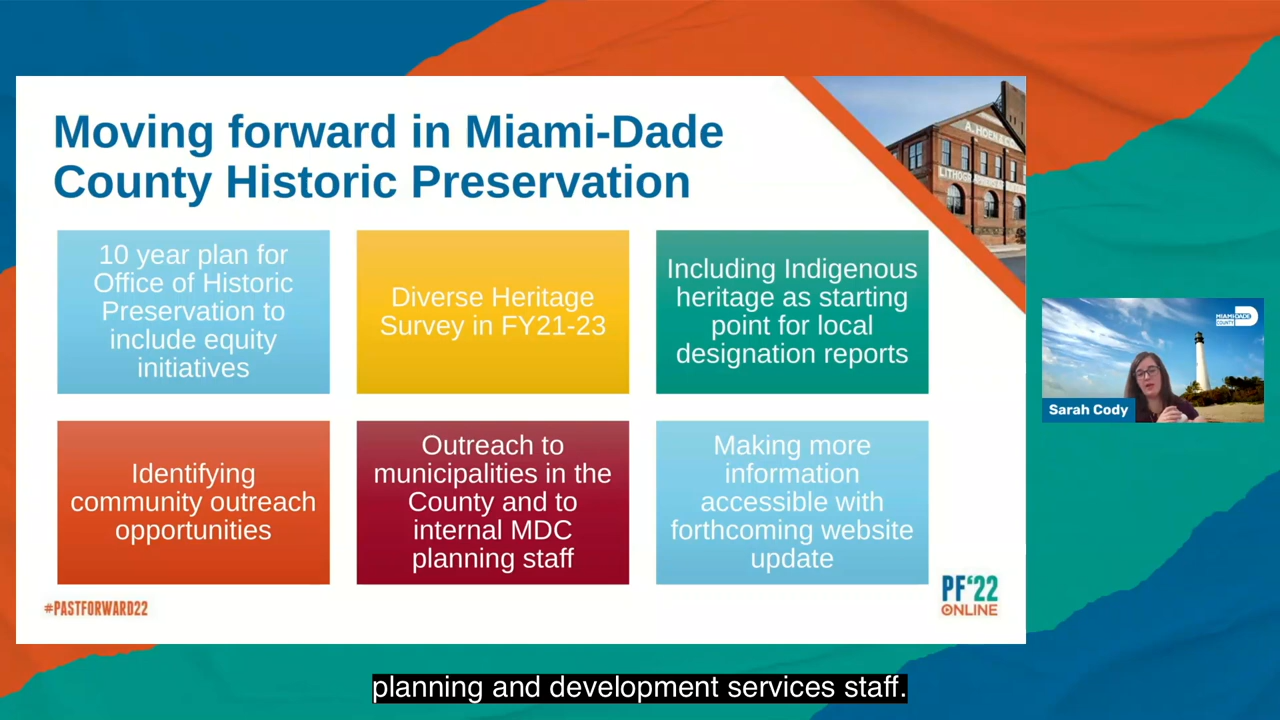 Moving forward in Miami-Dade
County Historic Preservation
A. HOEN & CO.
10 year plan for
Office of Historic
Preservation to
include equity
initiatives
Diverse Heritage
Survey in FY21-23
Including Indigenous
heritage as starting
point for local
designation reports
Identifying
community outreach
opportunities
Outreach to
municipalities in the
County and to
internal MDC
planning staff
Making more
information
accessible with
forthcoming website
update
#PASTFORWARD22
PF‘22
ONLINE
MIAMI-DADE
COUNTY
Sarah Cody
planning and development services staff.